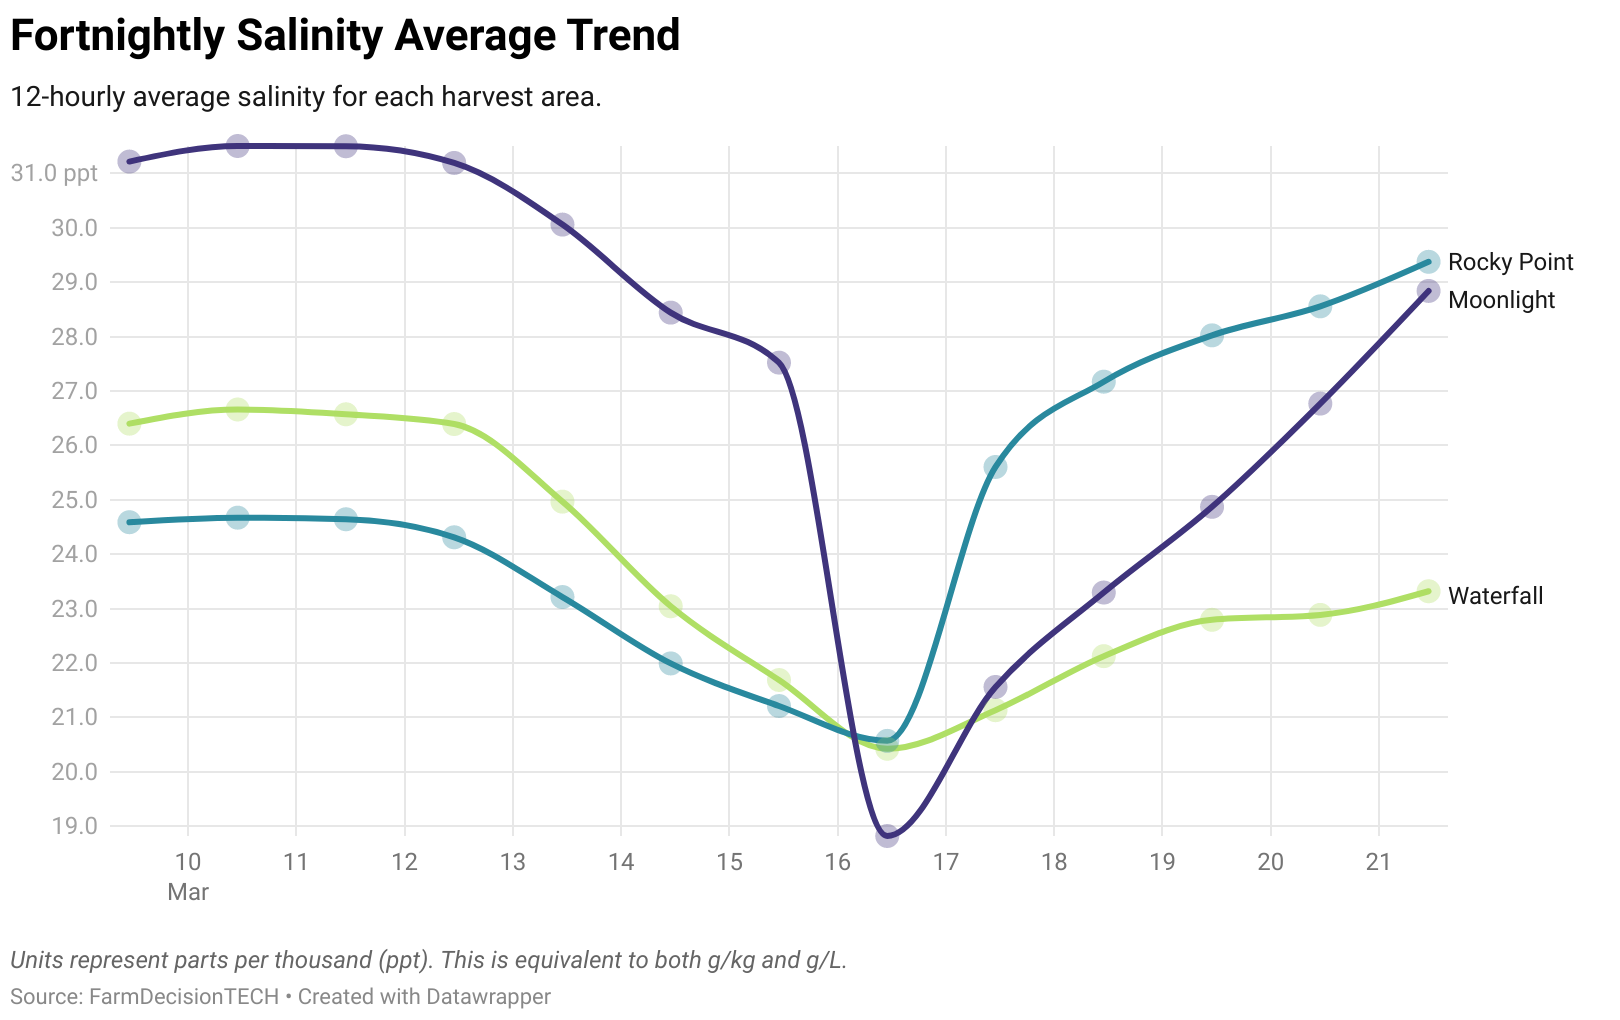 Fortnightly Salinity Average Trend
12-hourly average salinity for each harvest area.
31.0 ppt
30.0
29.0
28.0
27.0
26.0
25.0
24.0
23.0
22.0
21.0
20.0
19.0
Rocky Point
Moonlight
Waterfall
10 11 12 13 14 15 16 17 18 19 20 21
Mar
Units represent parts per thousand (ppt). This is equivalent to both g/kg and g/L.
Source: FarmDecisionTECH • Created with Datawrapper